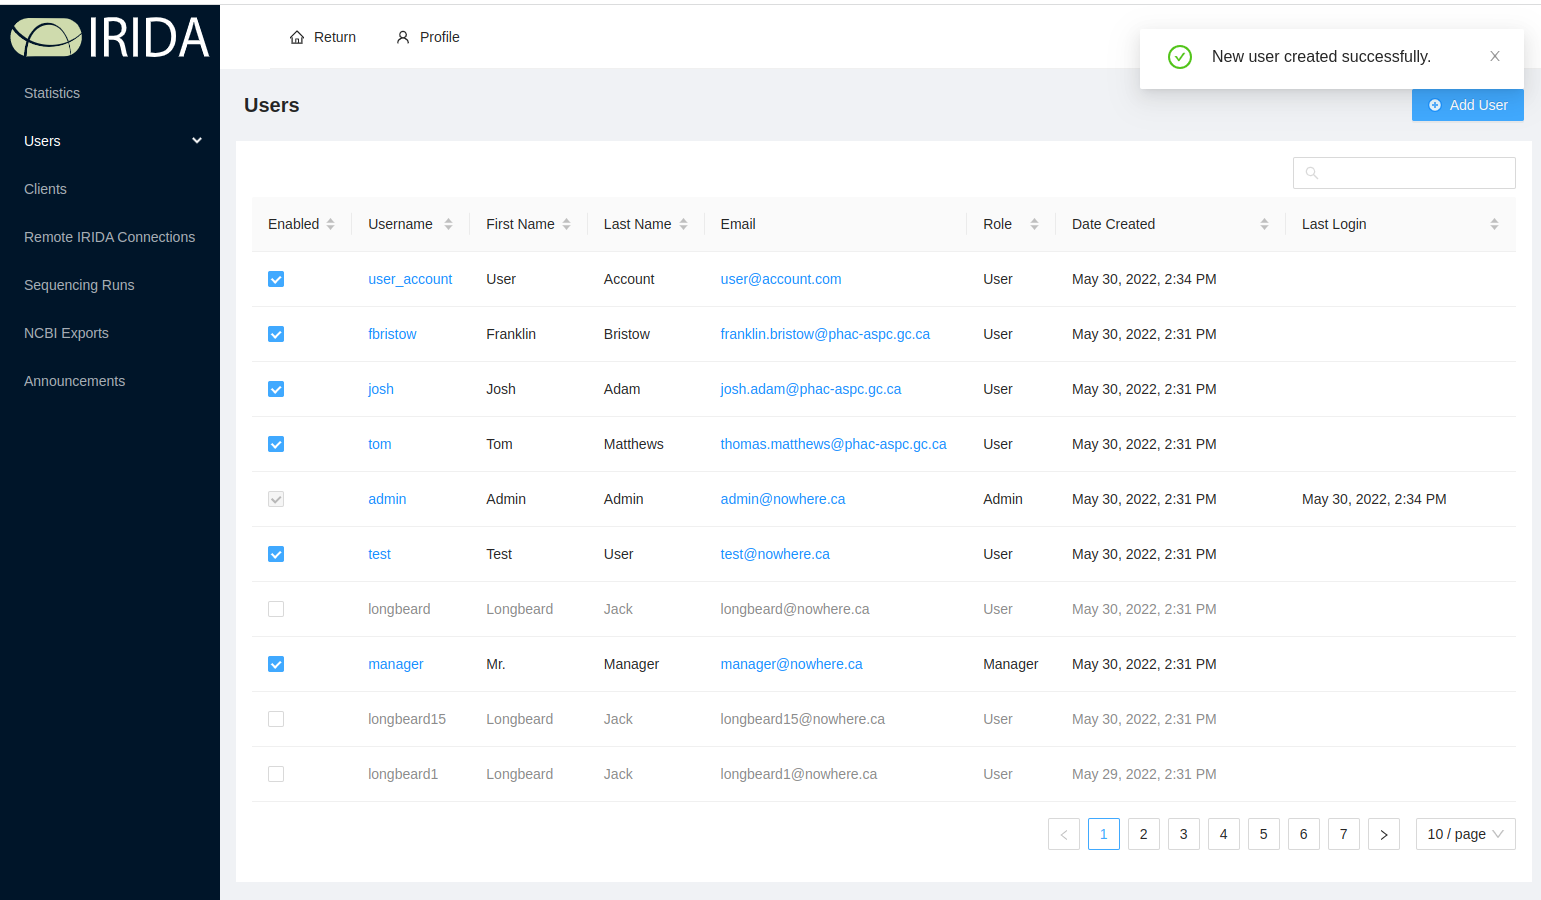 IRIDA
Return Profile
New user created successfully.
Statistics
Users
Clients
Remote IRIDA Connections
Sequencing Runs
NCBI Exports
Announcements
Users
Add User
Enabled Username First Name Last Name Email Role Date Created Last Login
user_account User Account user@account.com User May 30, 2022, 2:34 PM
fbristow Franklin Bristow franklin.bristow@phac-aspc.gc.ca User May 30, 2022, 2:31 PM
josh Josh Adam josh.adam@phac-aspc.gc.ca User May 30, 2022, 2:31 PM
tom Tom Matthews thomas.matthews@phac-aspc.gc.ca User May 30, 2022, 2:31 PM
admin Admin Admin admin@nowhere.ca Admin May 30, 2022, 2:31 PM May 30, 2022, 2:34 PM
test Test User test@nowhere.ca User May 30, 2022, 2:31 PM
longbeard Longbeard Jack longbeard@nowhere.ca User May 30, 2022, 2:31 PM
manager Mr. Manager manager@nowhere.ca Manager May 30, 2022, 2:31 PM
longbeard15 Longbeard Jack longbeard15@nowhere.ca User May 30, 2022, 2:31 PM
longbeard1 Longbeard Jack longbeard1@nowhere.ca User May 29, 2022, 2:31 PM
1 2 3 4 5 6 7 10 / page